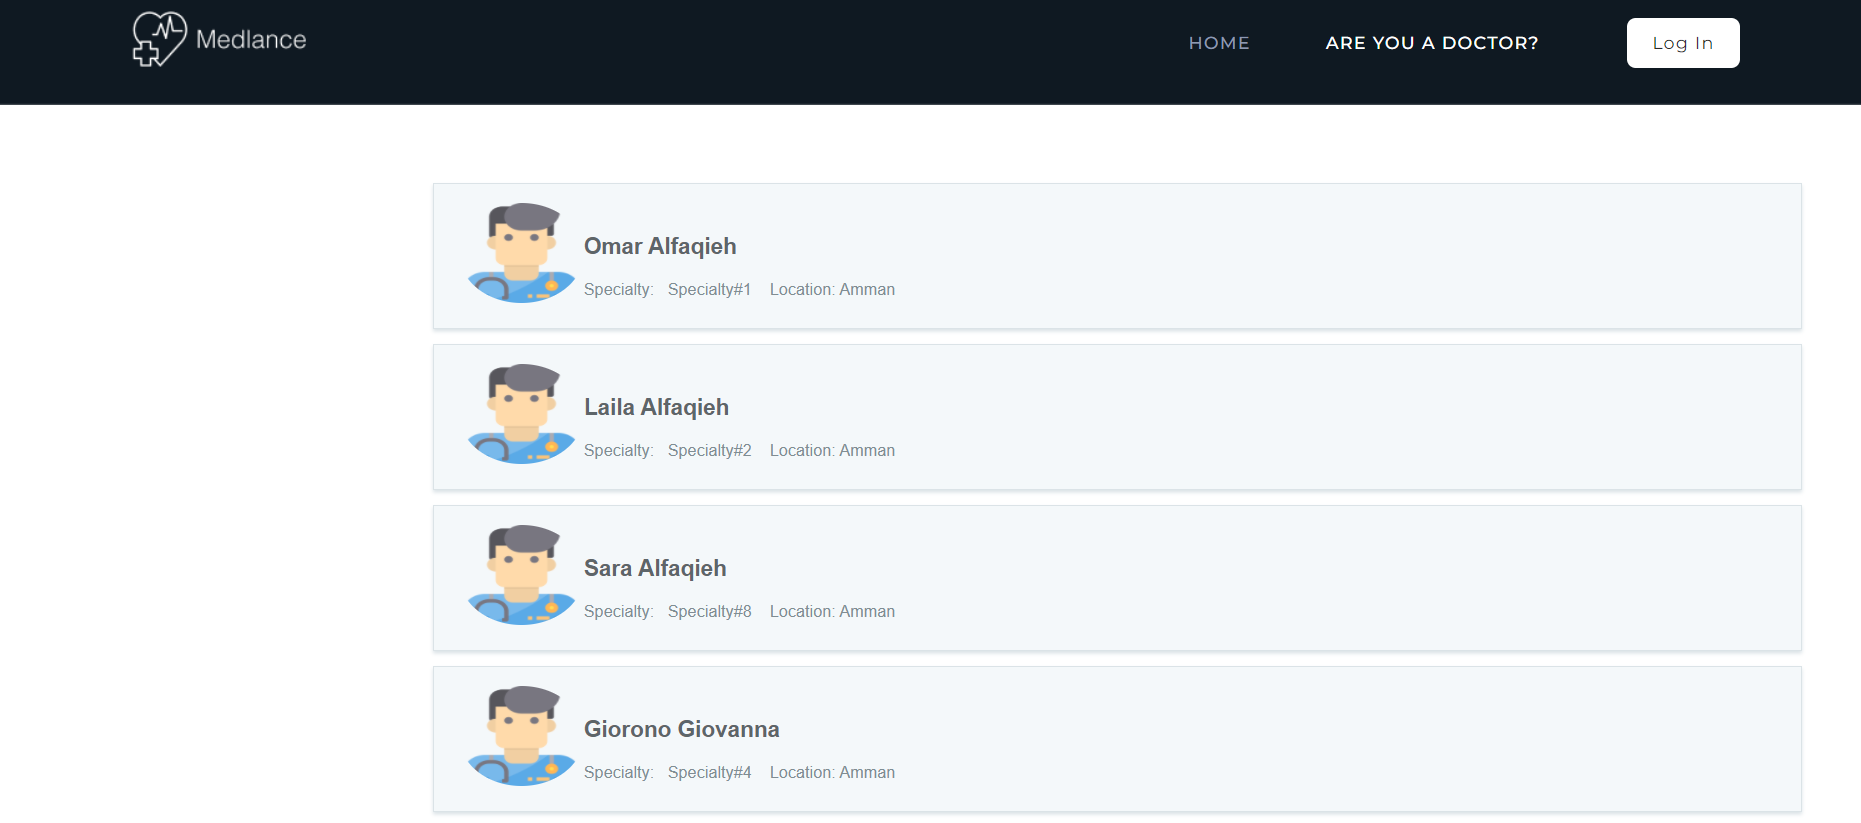 Medlance
HOME
ARE YOU A DOCTOR?
Log In
Omar Alfaqieh
Specialty: Specialty#1 Location: Amman
Laila Alfaqieh
Specialty: Specialty#2 Location: Amman
Sara Alfaqieh
Specialty: Specialty#8 Location: Amman
Giorono Giovanna
Specialty: Specialty#4 Location: Amman